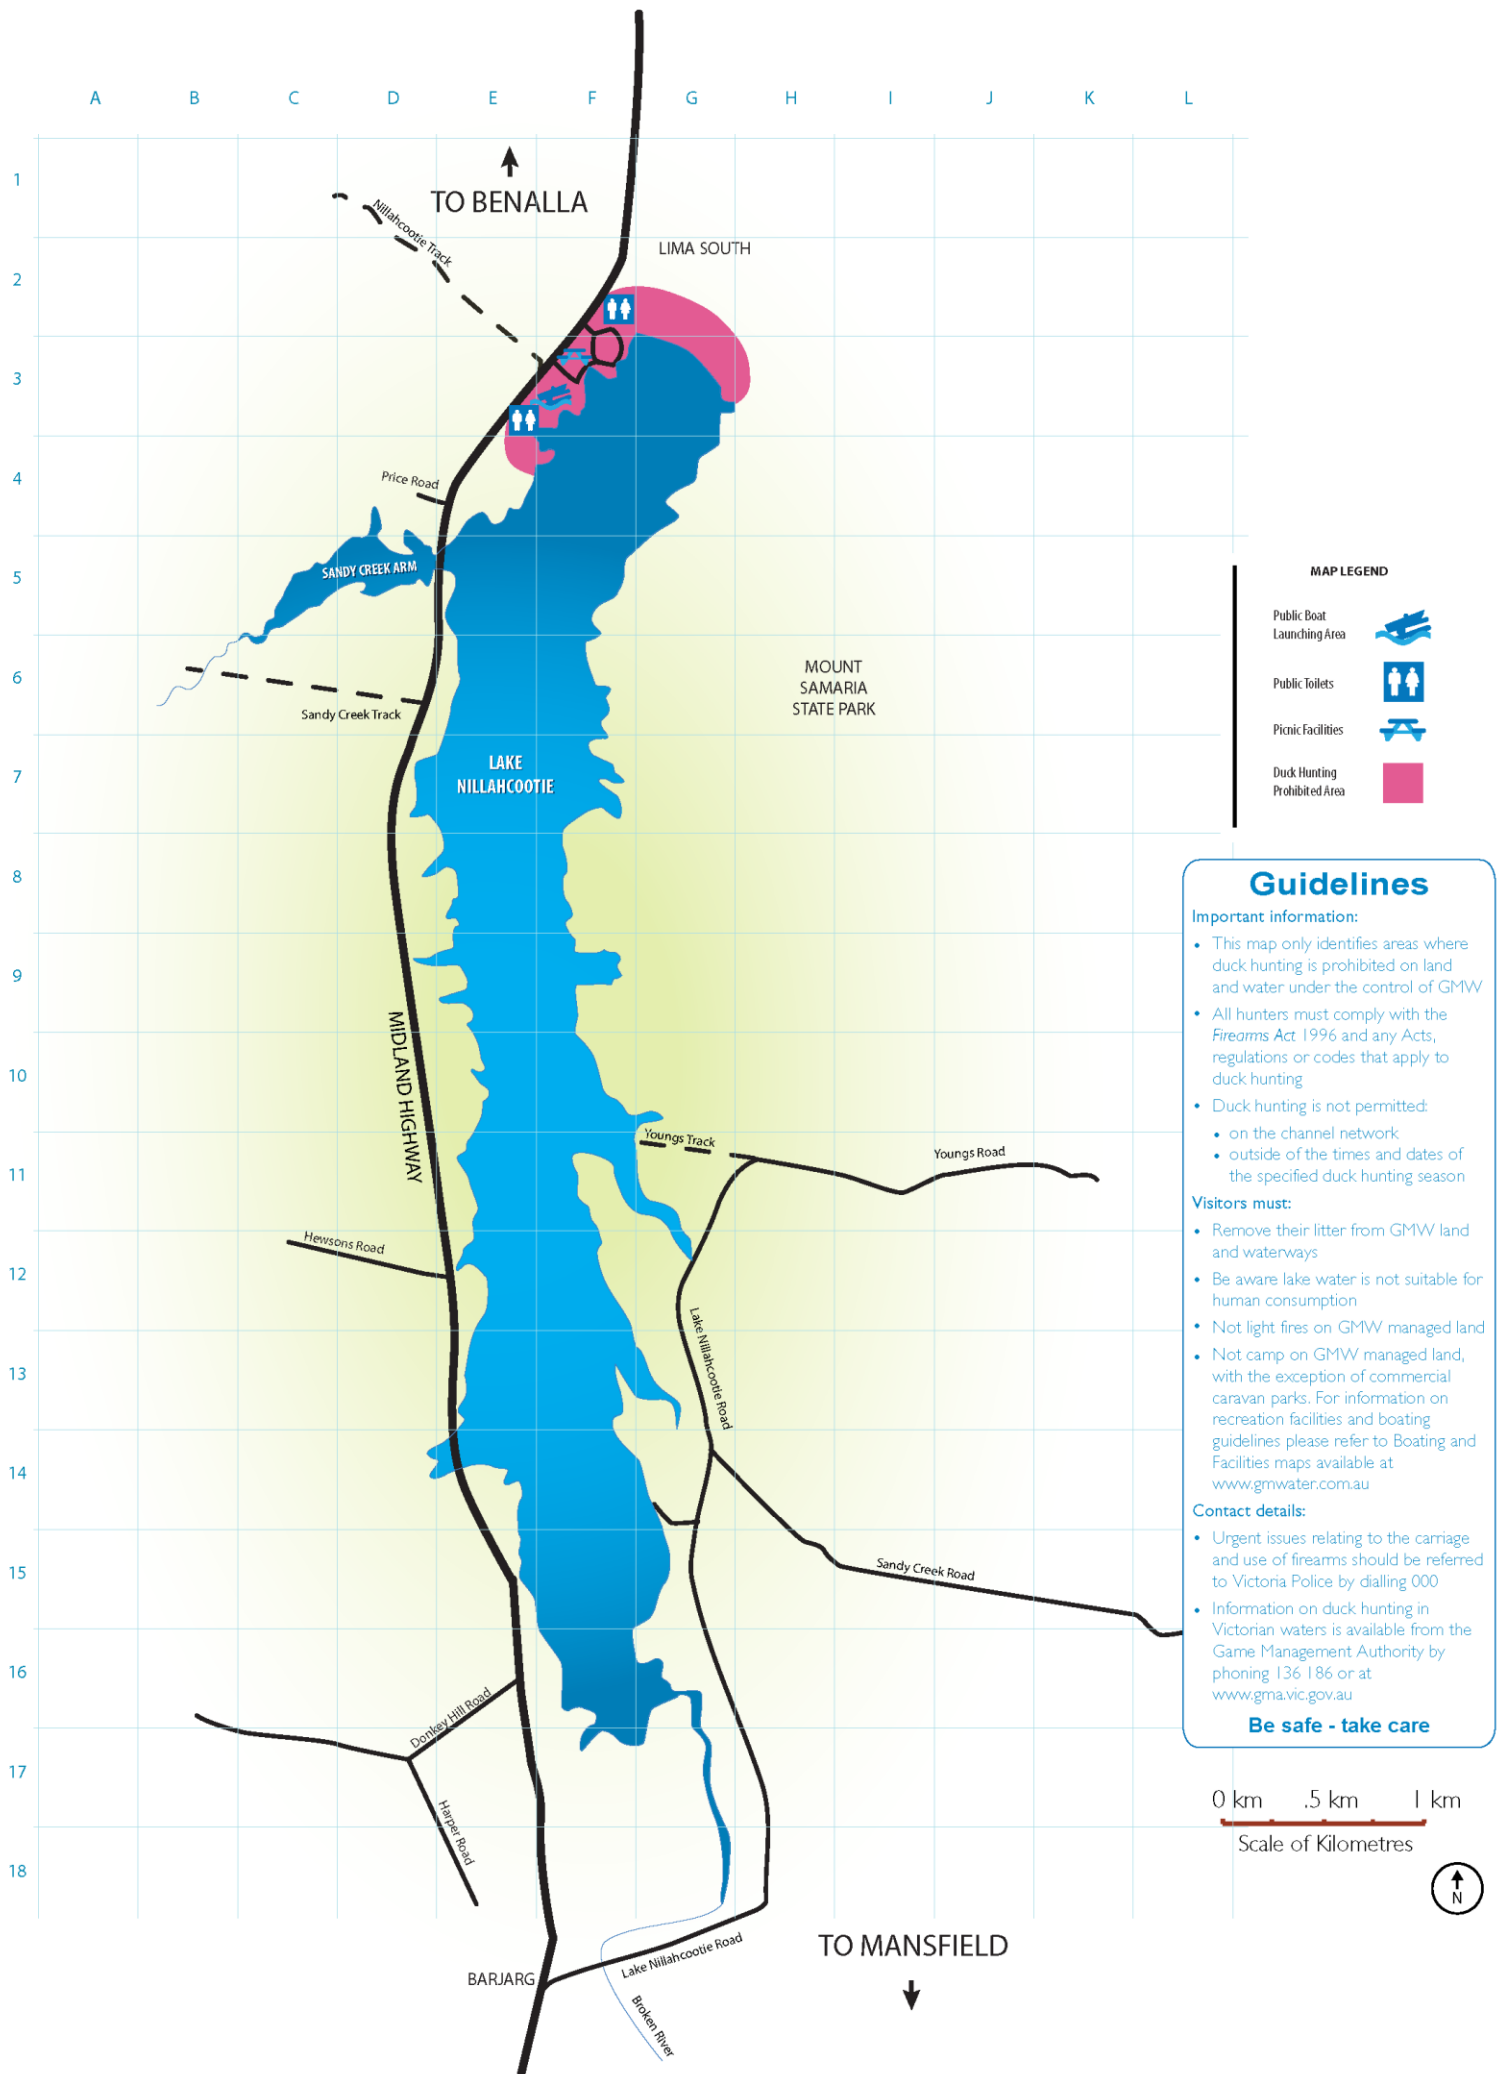 A B C D E F G H I J K L
1
TO BENALLA
Nillahcootie Track
LIMA SOUTH
2
3
Price Road
4
SANDY CREEK ARM
5
6
Sandy Creek Track
MOUNT
SAMARIA
STATE PARK
7
LAKE
NILLAHCOOTIE
8
9
MIDLAND HIGHWAY
10
Youngs Track
Youngs Road
11
Hewsons Road
12
Lake Nillahcootie Road
13
14
15
Sandy Creek Road
16
Donkey Hill Road
17
Harper Road
18
TO MANSFIELD
Lake Nillahcootie Road
BARJARG
Broken River
MAP LEGEND
Public Boat
Launching Area
Public Toilets
Picnic Facilities
Duck Hunting
Prohibited Area
Guidelines
Important information:
• This map only identifies areas where
duck hunting is prohibited on land
and water under the control of GMW
• All hunters must comply with the
Firearms Act 1996 and any Acts,
regulations or codes that apply to
duck hunting
• Duck hunting is not permitted:
• on the channel network
• outside of the times and dates of
the specified duck hunting season
Visitors must:
• Remove their litter from GMW land
and waterways
• Be aware lake water is not suitable for
human consumption
• Not light fires on GMW managed land
• Not camp on GMW managed land,
with the exception of commercial
caravan parks. For information on
recreation facilities and boating
guidelines please refer to Boating and
Facilities maps available at
www.gmwater.com.au
Contact details:
• Urgent issues relating to the carriage
and use of firearms should be referred
to Victoria Police by dialling 000
• Information on duck hunting in
Victorian waters is available from the
Game Management Authority by
phoning 136 186 or at
www.gma.vic.gov.au
Be safe - take care
0 km .5 km 1 km
Scale of Kilometres
N